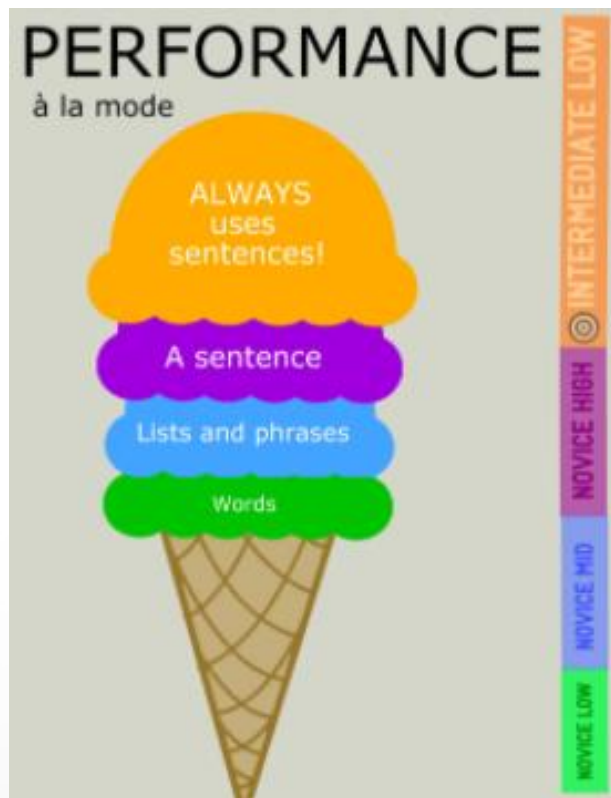 PERFORMANCE
à la mode
ALWAYS
uses
sentences!
A sentence
Lists and phrases
Words
INTERMEDIATE LOW
NOVICE HIGH
NOVICE MID
NOVICE LOW